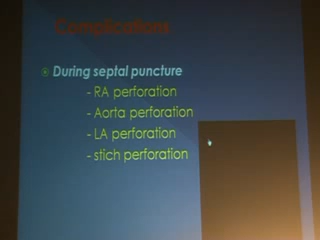 Complications
During septal puncture
- RA perforation
- Aorta perforation
- LA perforation
- stich perforation